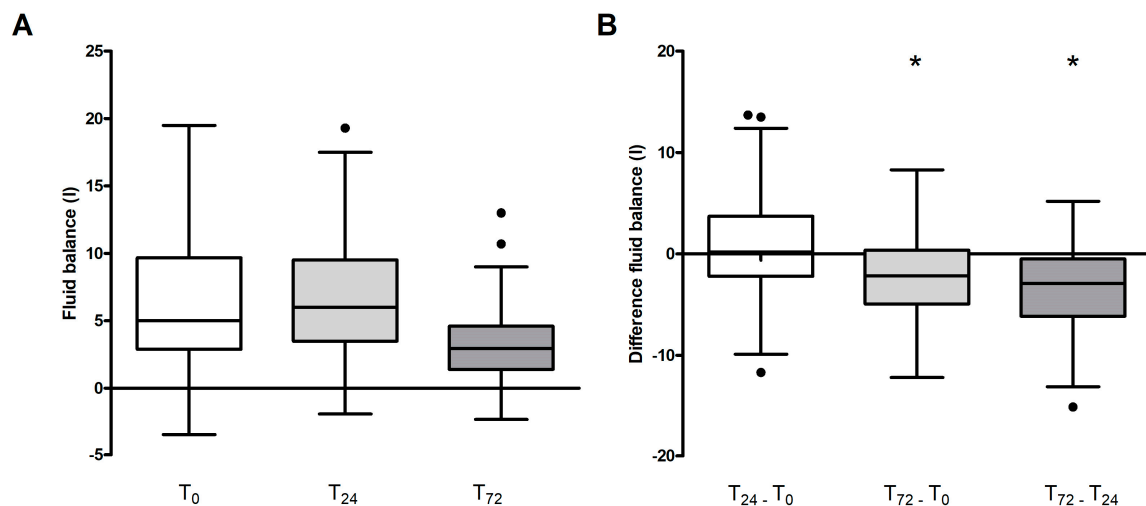 A
B
Fluid balance (l)
25
20
15
10
5
0
-5
T0
T24
T72
Difference fluid balance (l)
20
10
0
-10
-20
*
*
T24 - T0
T72 - T0
T72 - T24